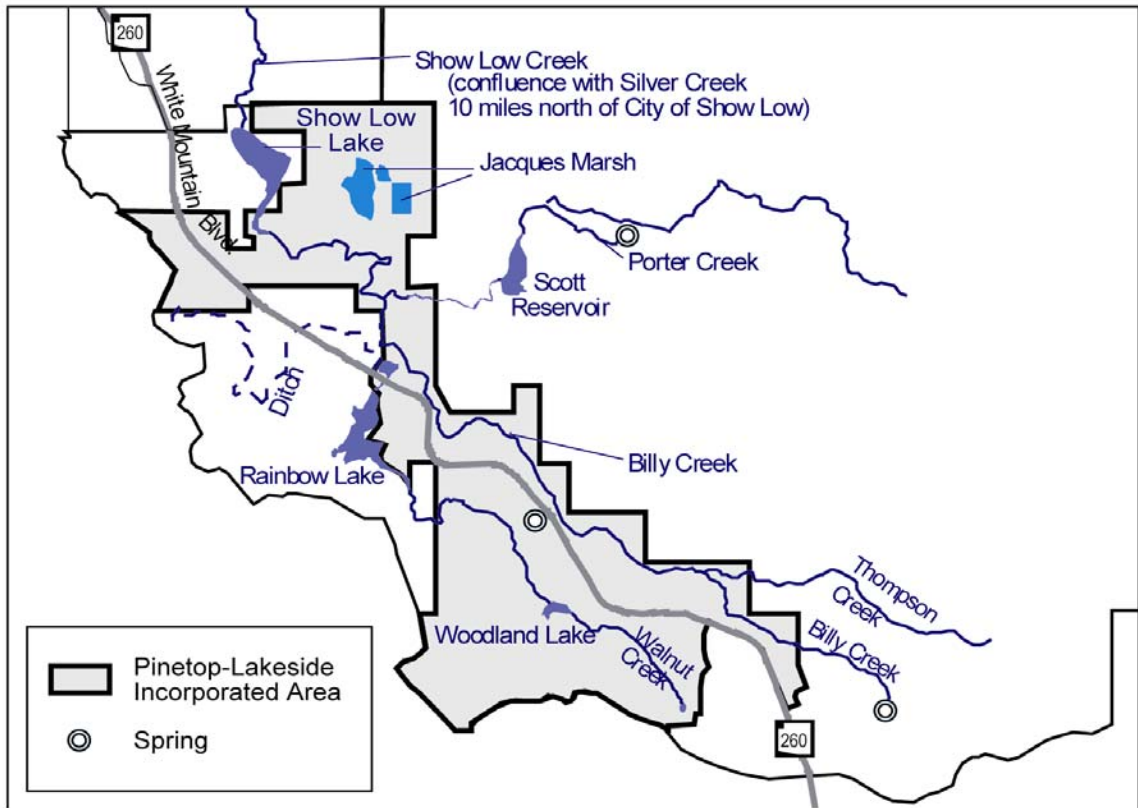 260
White Mountain Blvd.
Show Low Creek
(confluence with Silver Creek
10 miles north of City of Show Low)
Show Low
Lake
Jacques Marsh
Porter Creek
Scott
Reservoir
Ditch
Rainbow Lake
Billy Creek
Thompson
Creek
Billy Creek
Woodland Lake
Walnut
Creek
260
Pinetop-Lakeside
Incorporated Area
Spring